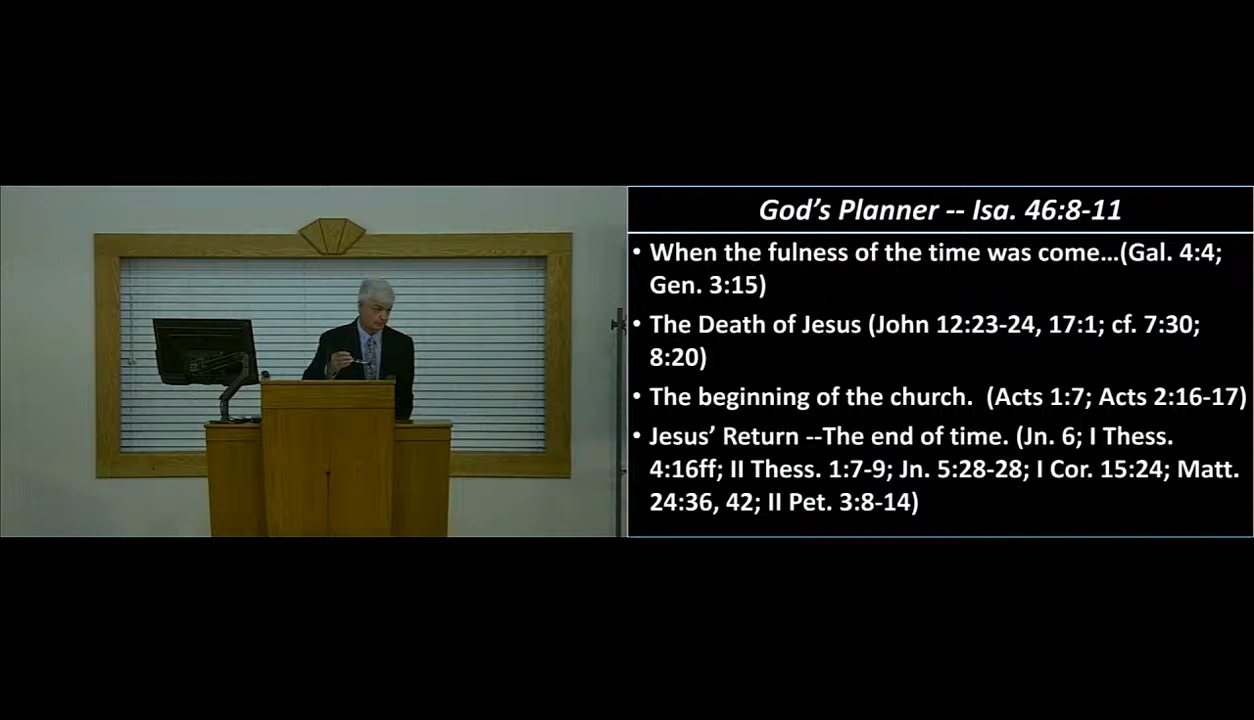 God’s Planner -- Isa. 46:8-11
• When the fulness of the time was come…(Gal. 4:4;
Gen. 3:15)
• The Death of Jesus (John 12:23-24, 17:1; cf. 7:30;
8:20)
• The beginning of the church.  (Acts 1:7; Acts 2:16-17)
• Jesus’ Return --The end of time. (Jn. 6; I Thess.
4:16ff; II Thess. 1:7-9; Jn. 5:28-28; I Cor. 15:24; Matt.
24:36, 42; II Pet. 3:8-14)